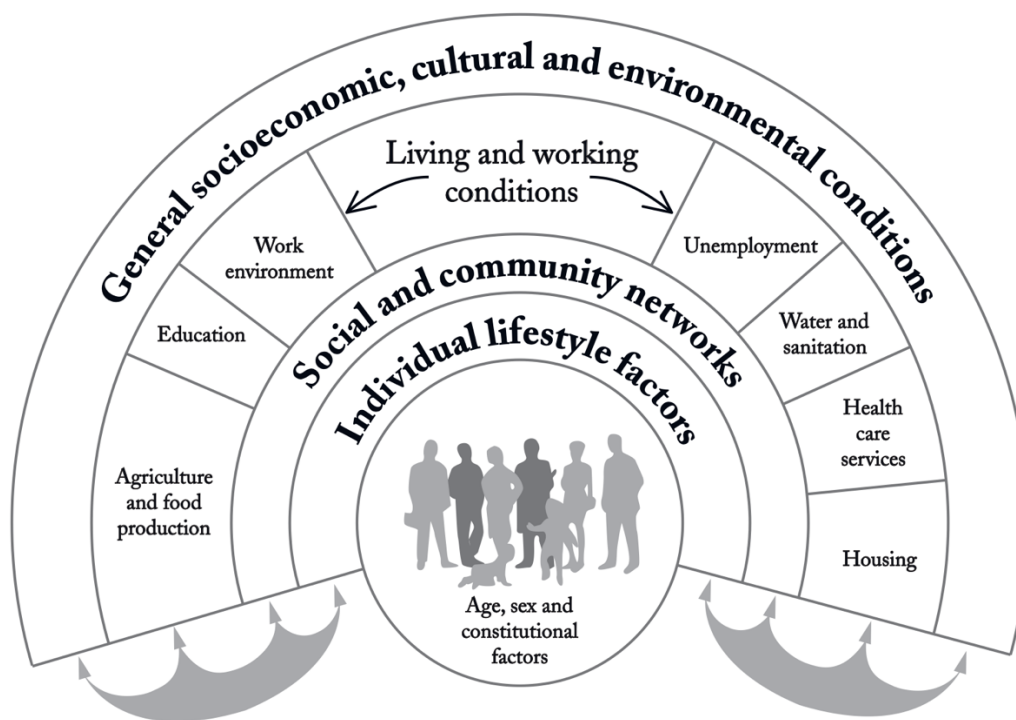 General socioeconomic, cultural and environmental conditions
Living and working
conditions
Work
environment
Unemployment
Education
Water and
sanitation
Agriculture
and food
production
Health
care
services
Housing
Social and community networks
Individual lifestyle factors
Age, sex and
constitutional
factors